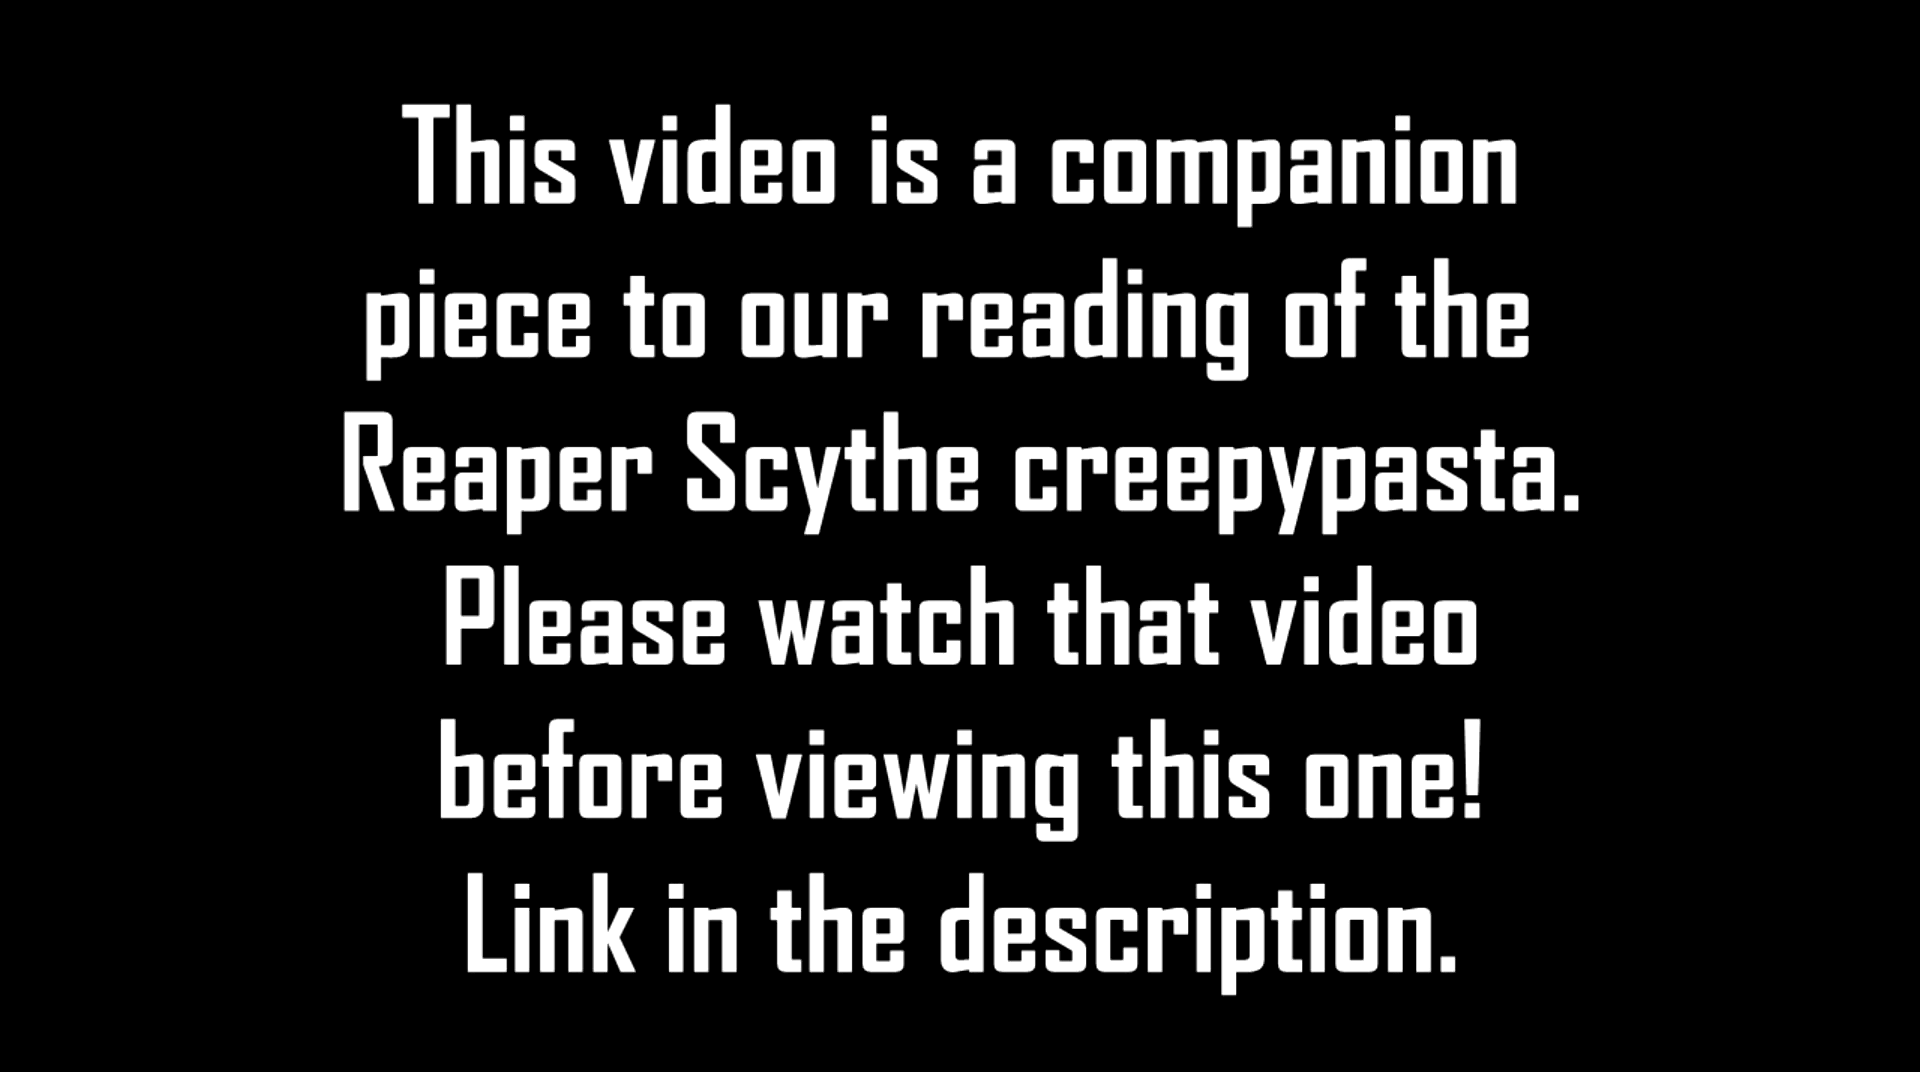 This video is a companion
piece to our reading of the
Reaper Scythe creepypasta.
Please watch that video
before viewing this one!
Link in the description.